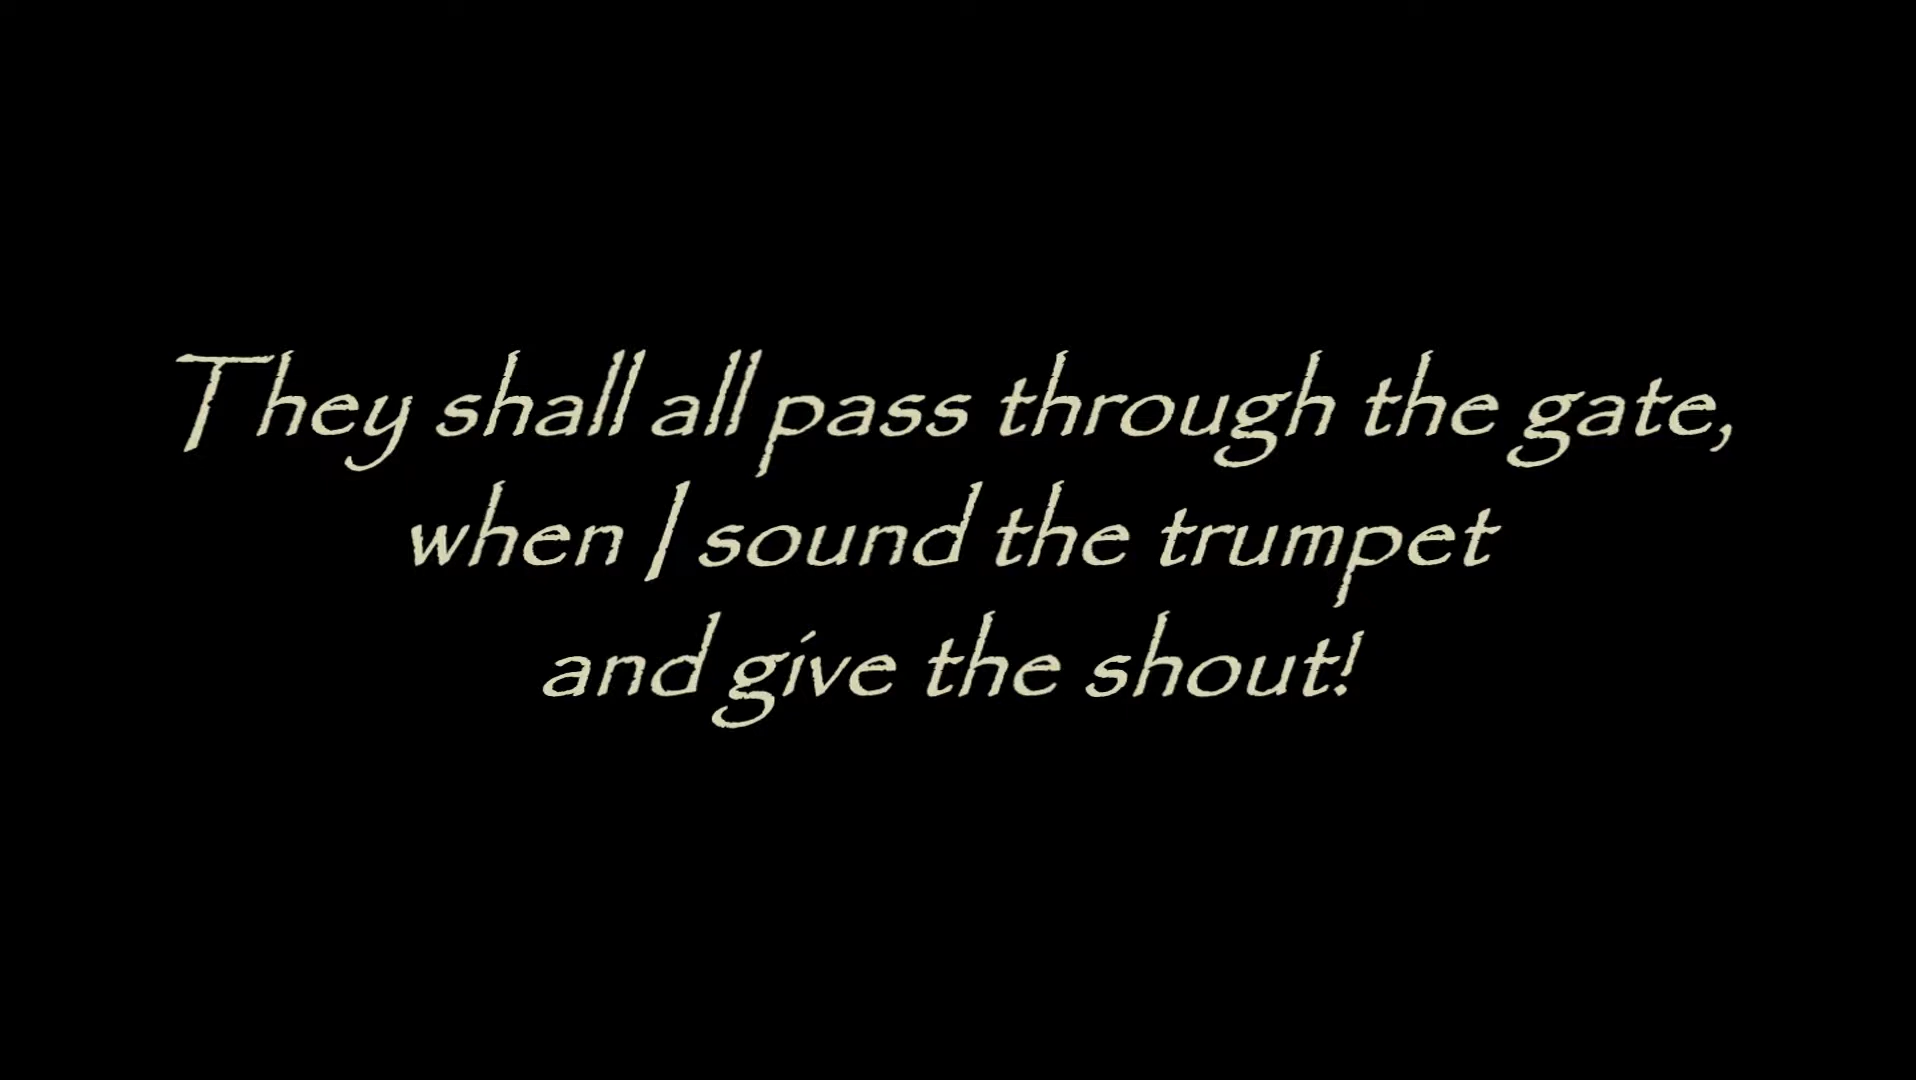 They shall all pass through the gate,
when I sound the trumpet
and give the shout!